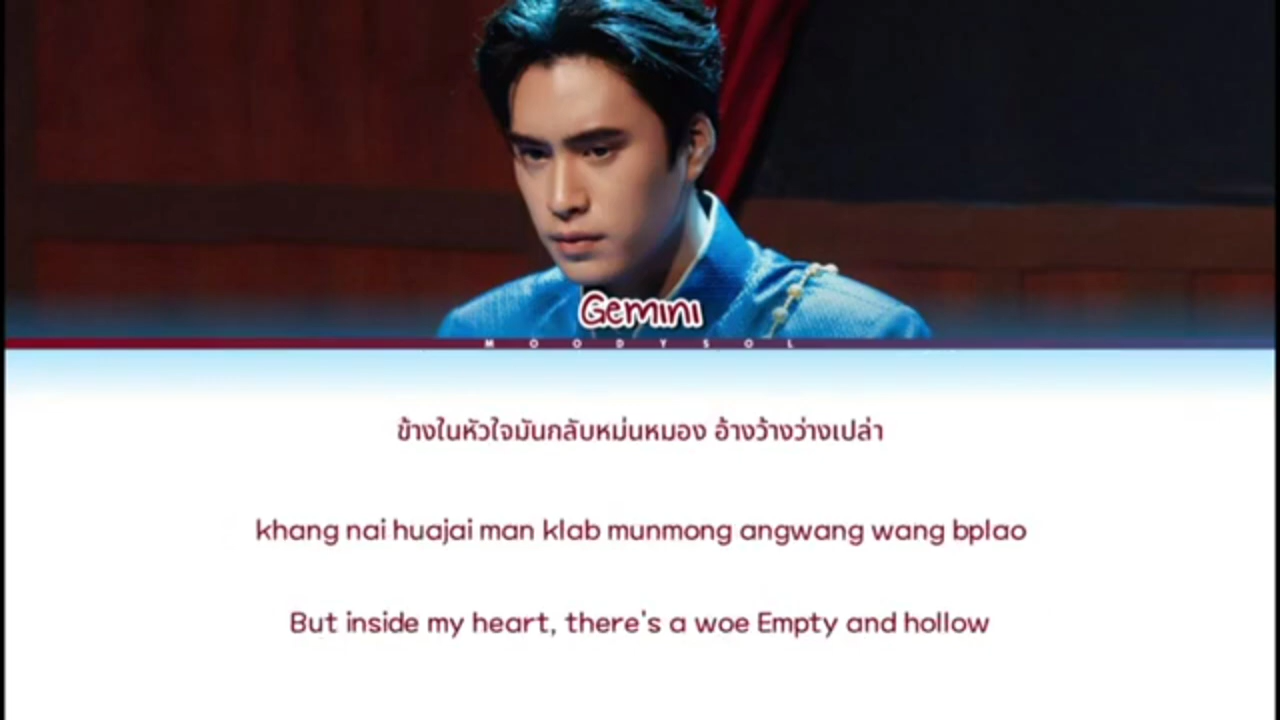 Gemini
MOODYSOL
ข้างในหัวใจมันกลับหม่นหมอง อ้างว้างว่างเปล่า
khang nai huajai man klab munmong angwang wang bplao
But inside my heart, there's a woe Empty and hollow